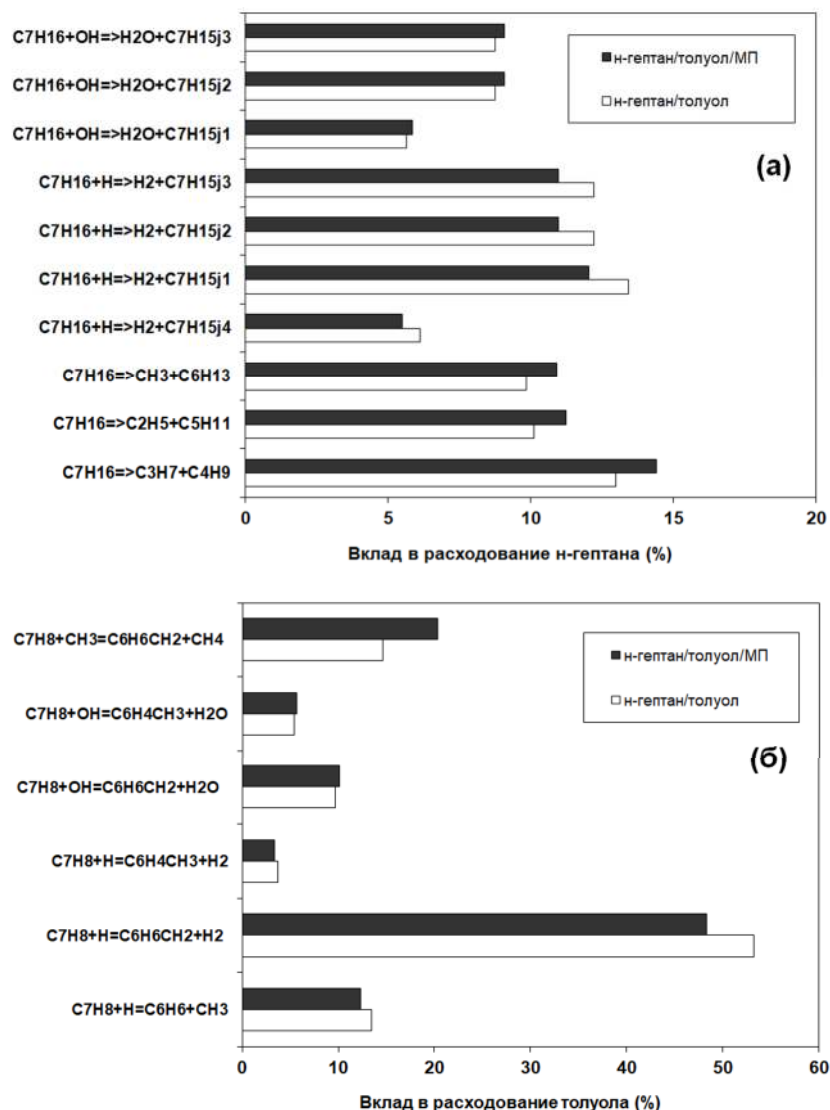 C7H16+OH=>H2O+C7H15j3
C7H16+OH=>H2O+C7H15j2
C7H16+OH=>H2O+C7H15j1
C7H16+H=>H2+C7H15j3
C7H16+H=>H2+C7H15j2
C7H16+H=>H2+C7H15j1
C7H16+H=>H2+C7H15j4
C7H16=>CH3+C6H13
C7H16=>C2H5+C5H11
C7H16=>C3H7+C4H9
н-гептан/толуол/МП
н-гептан/толуол
(а)
0 5 10 15 20
Вклад в расходование н-гептана (%)
C7H8+CH3=C6H6CH2+CH4
C7H8+OH=C6H4CH3+H2O
C7H8+OH=C6H6CH2+H2O
C7H8+H=C6H4CH3+H2
C7H8+H=C6H6CH2+H2
C7H8+H=C6H6+CH3
н-гептан/толуол/МП
н-гептан/толуол
(б)
0 10 20 30 40 50 60
Вклад в расходование толуола (%)